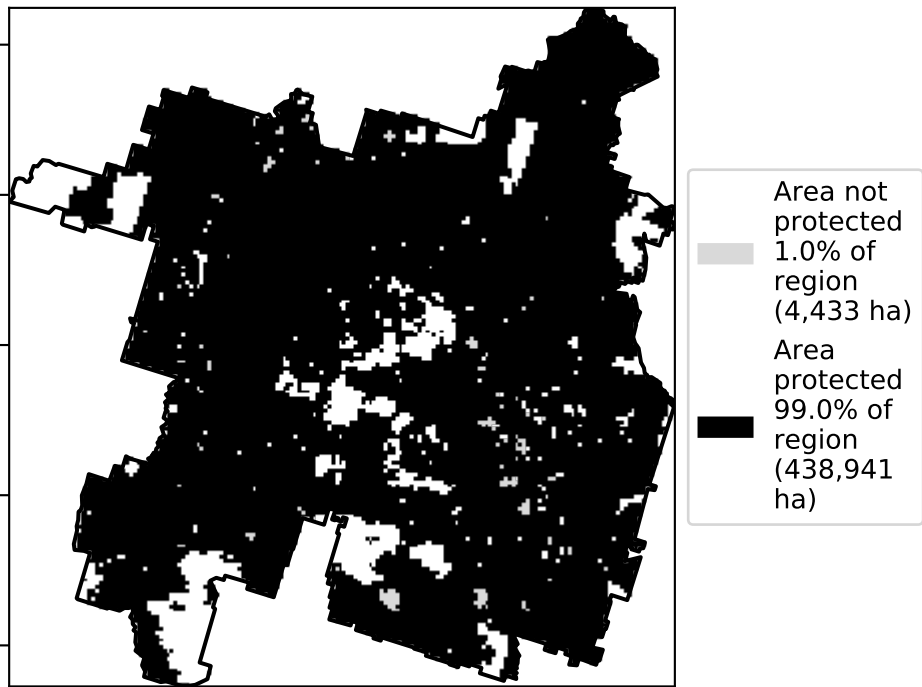 Area not
protected
1.0% of
region
(4,433 ha)
Area
protected
99.0% of
region
(438,941
ha)